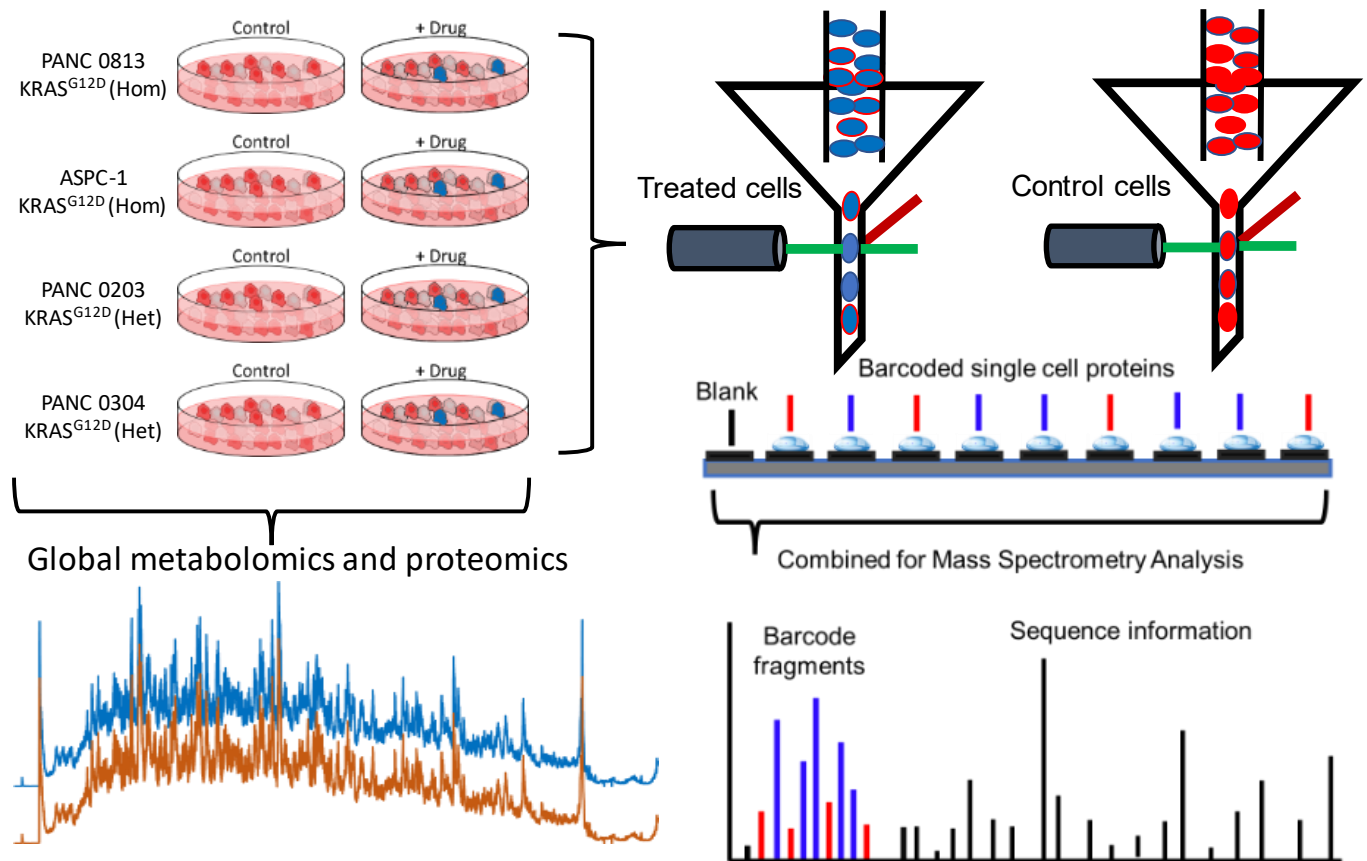 Control
+ Drug
PANC 0813
KRASG12D (Hom)
Control
+ Drug
ASPC-1
KRASG12D (Hom)
Control
+ Drug
PANC 0203
KRASG12D (Het)
Control
+ Drug
PANC 0304
KRASG12D (Het)
Global metabolomics and proteomics
Treated cells
Control cells
Barcoded single cell proteins
Blank
Combined for Mass Spectrometry Analysis
Barcode
fragments
Sequence information